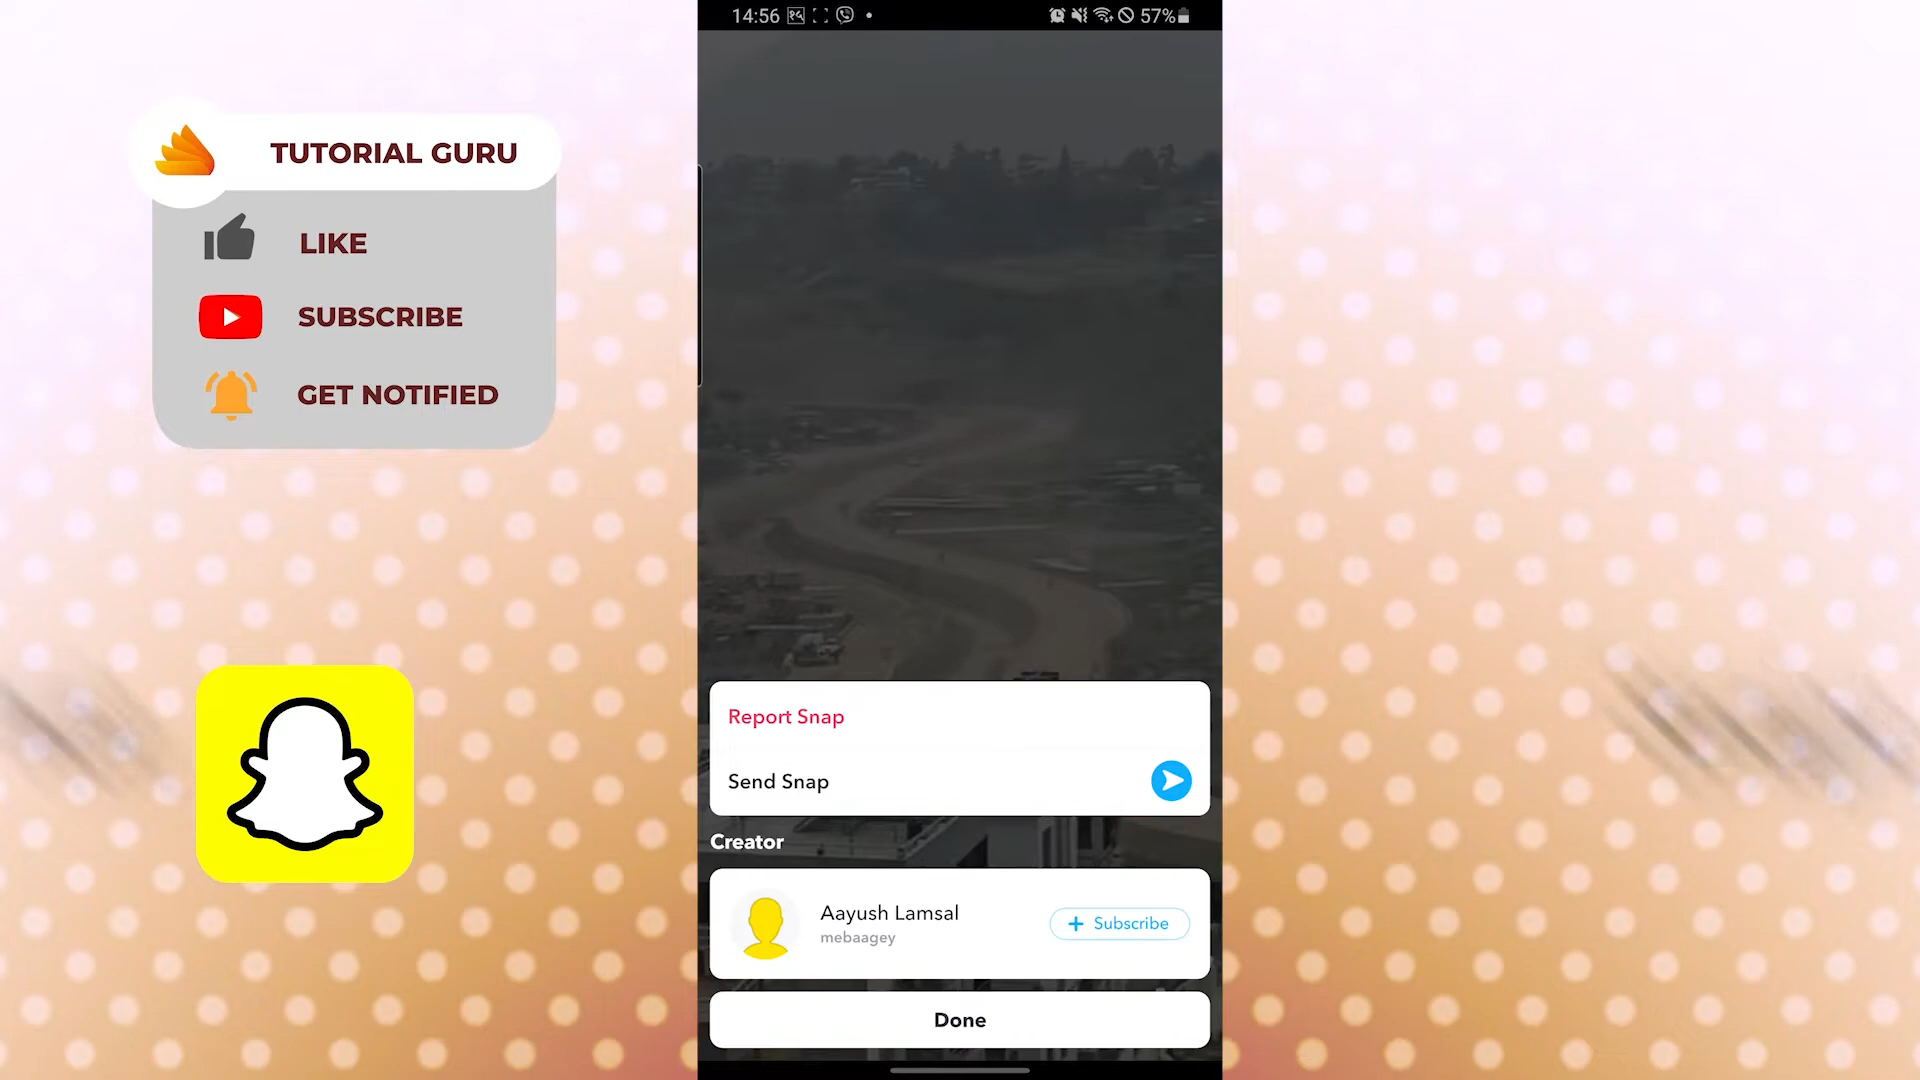 14:56
57%
TUTORIAL GURU
LIKE
SUBSCRIBE
GET NOTIFIED
Report Snap
Send Snap
Creator
Aayush Lamsal
mebaagey
+ Subscribe
Done